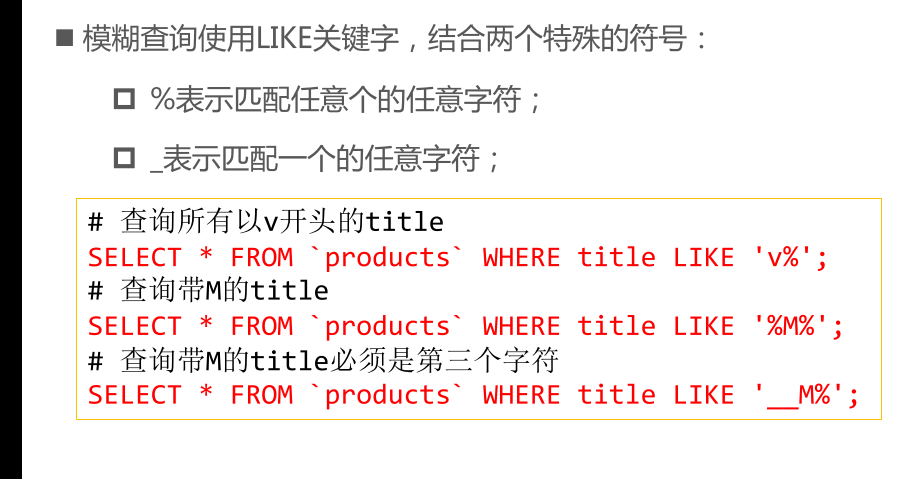 模糊查询使用LIKE关键字，结合两个特殊的符号：
%表示匹配任意个的任意字符；
_表示匹配一个的任意字符；
# 查询所有以v开头的title
SELECT * FROM `products` WHERE title LIKE 'v%';
# 查询带M的title
SELECT * FROM `products` WHERE title LIKE '%M%';
# 查询带M的title必须是第三个字符
SELECT * FROM `products` WHERE title LIKE '__M%';